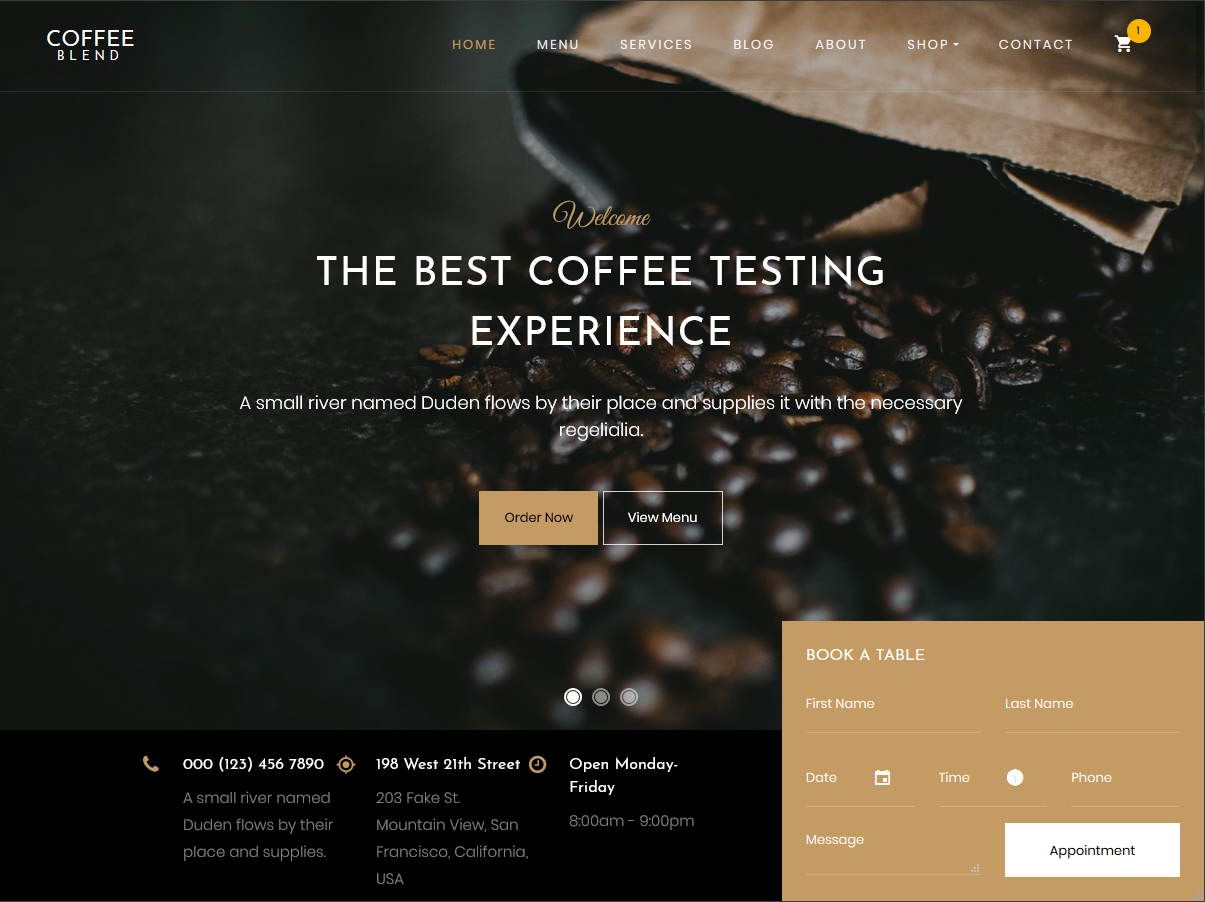 COFFEE
BLEND
HOME
MENU
SERVICES
BLOG
ABOUT
SHOP
CONTACT
1
Welcome
THE BEST COFFEE TESTING
EXPERIENCE
A small river named Duden flows by their place and supplies it with the necessary
regelialia.
Order Now
View Menu
000 (123) 456 7890
A small river named
Duden flows by their
place and supplies.
198 West 21th Street
203 Fake St.
Mountain View, San
Francisco, California,
USA
Open Monday-
Friday
8:00am - 9:00pm
BOOK A TABLE
First Name
Last Name
Date
Time
Phone
Message
Appointment